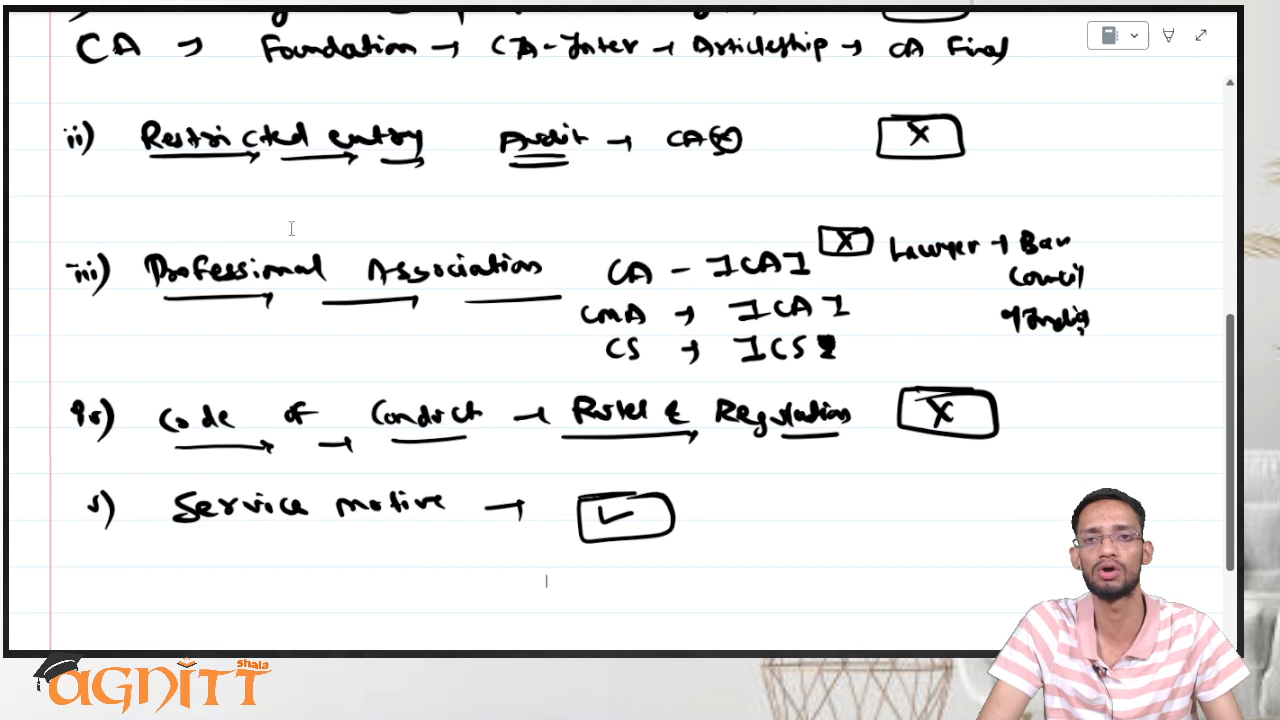 CA → Foundation → CA-Inter → Articleship → CA Final
ii) Restricted entry Audit → CA
X
iii) Professional Association CA - ICAI
X
Lawyer → Bar Council of India
CMA → ICAI
CS → ICSI
iv) Code of Conduct → Rules & Regulations
X
v) Service motive → ✓
agnitt shala